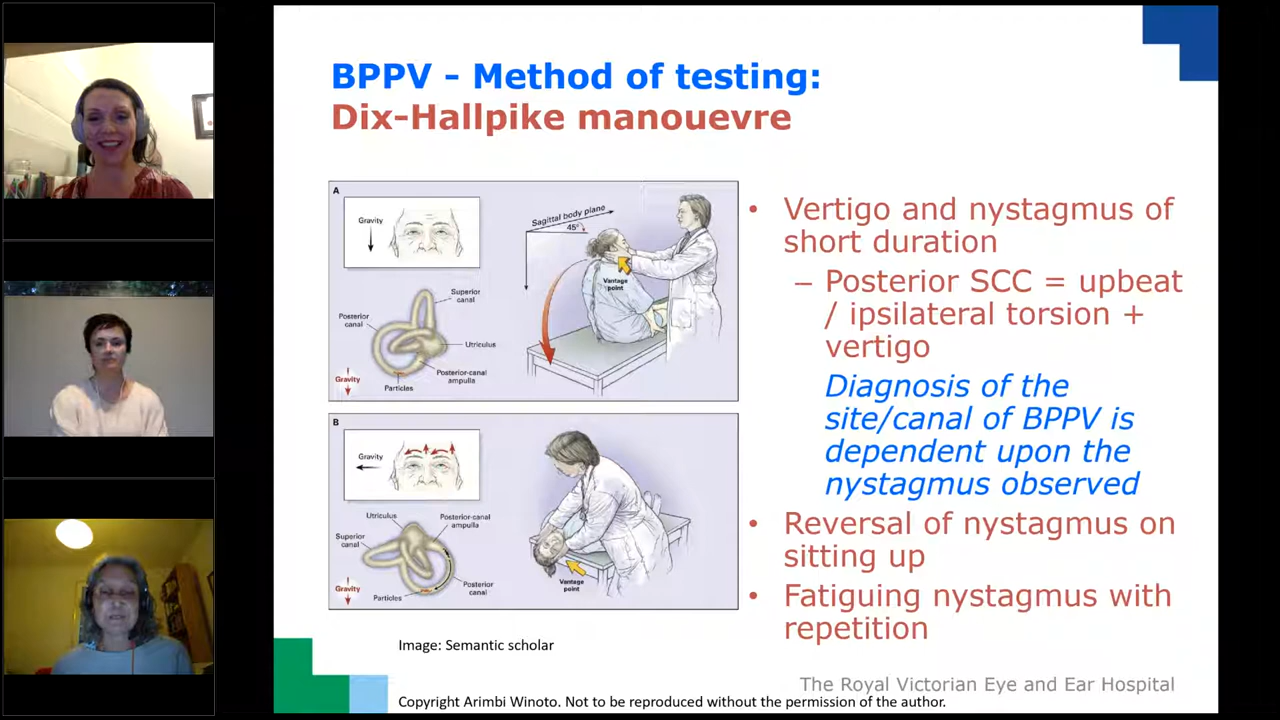 BPPV - Method of testing:
Dix-Hallpike manouevre
A
Gravity
Superior
canal
Posterior
canal
Utriculus
Posterior-canal
ampulla
Gravity
Particles
Sagittal body plane
45°
Vantage
point
B
Gravity
Utriculus
Posterior-canal
ampulla
Superior
canal
Posterior
canal
Gravity
Particles
Vantage
point
Image: Semantic scholar
• Vertigo and nystagmus of
short duration
– Posterior SCC = upbeat
/ ipsilateral torsion +
vertigo
Diagnosis of the
site/canal of BPPV is
dependent upon the
nystagmus observed
• Reversal of nystagmus on
sitting up
• Fatiguing nystagmus with
repetition
The Royal Victorian Eye and Ear Hospital
Copyright Arimbi Winoto. Not to be reproduced without the permission of the author.